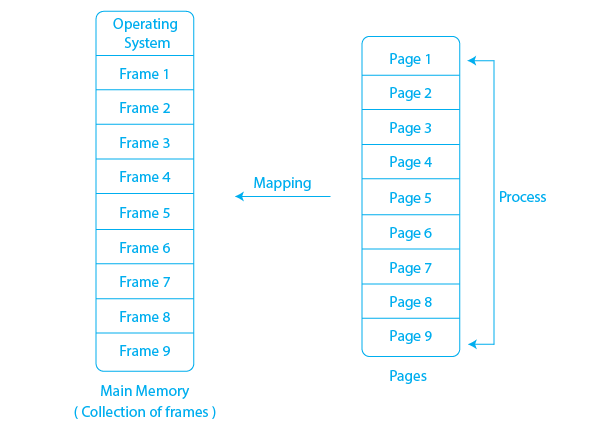 Operating
System
Frame 1
Frame 2
Frame 3
Frame 4
Frame 5
Frame 6
Frame 7
Frame 8
Frame 9
Main Memory
( Collection of frames )
Mapping
Page 1
Page 2
Page 3
Page 4
Page 5
Page 6
Page 7
Page 8
Page 9
Pages
Process